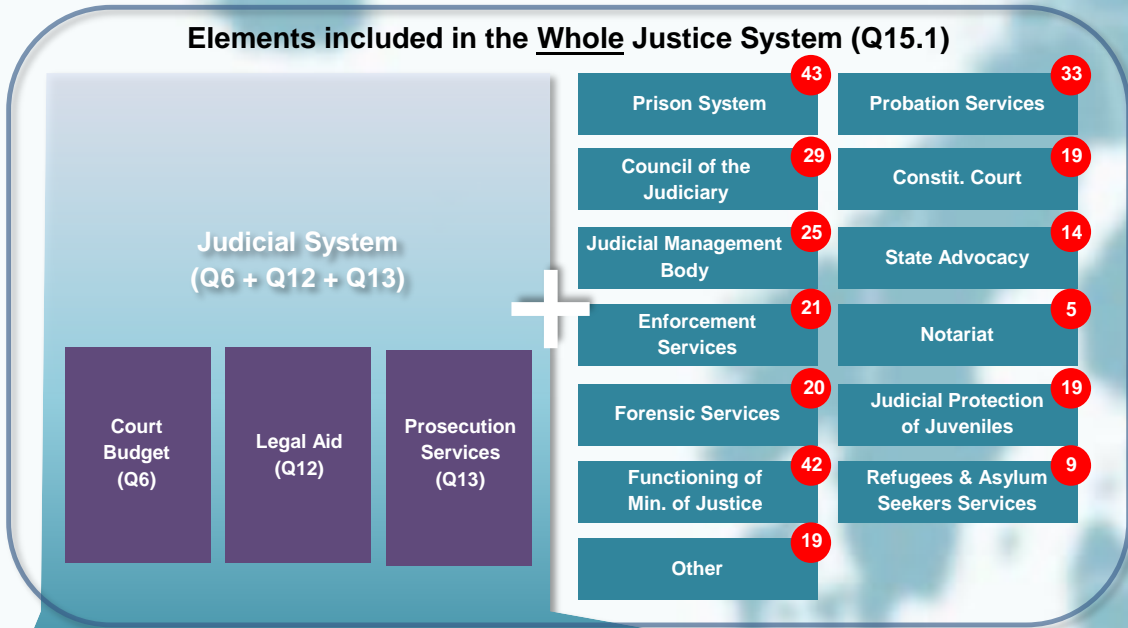 Elements included in the Whole Justice System (Q15.1)
Judicial System
(Q6 + Q12 + Q13)
Court
Budget
(Q6)
Legal Aid
(Q12)
Prosecution
Services
(Q13)
+
43
Prison System
33
Probation Services
29
Council of the
Judiciary
19
Constit. Court
25
Judicial Management
Body
14
State Advocacy
21
Enforcement
Services
5
Notariat
20
Forensic Services
19
Judicial Protection
of Juveniles
42
Functioning of
Min. of Justice
9
Refugees & Asylum
Seekers Services
19
Other